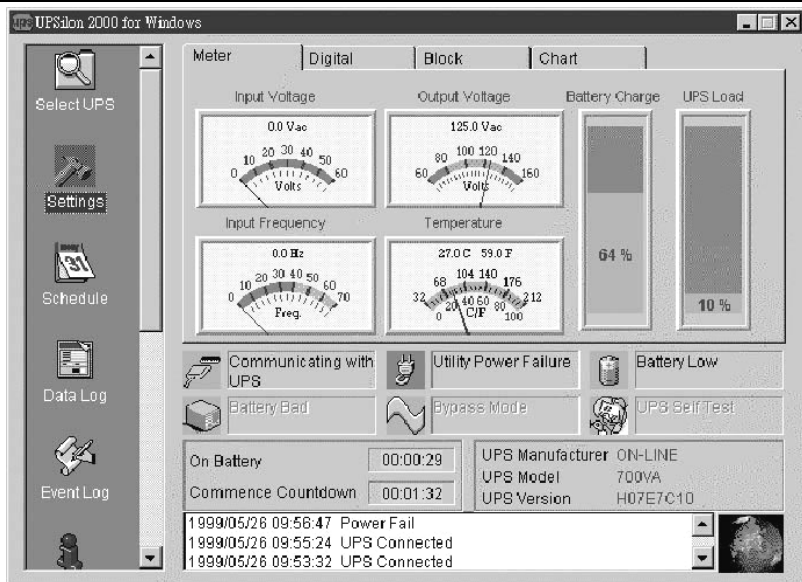 UPSilon 2000 for Windows
Select UPS
Settings
Schedule
Data Log
Event Log
Meter
Digital
Block
Chart
Input Voltage
0.0 Vac
0 10 20 30 40 50 60
Volts
Output Voltage
125.0 Vac
60 80 100 120 140 160
Volts
Battery Charge
64 %
UPS Load
10 %
Input Frequency
0.0 Hz
0 10 20 30 40 50 60 70
Freq.
Temperature
27.0 C 59.0 F
32 68 104 140 176 212
0 20 40 60 80 100
C/F
Communicating with
UPS
Utility Power Failure
Battery Low
Battery Bad
Bypass Mode
UPS Self Test
On Battery 00:00:29
Commence Countdown 00:01:32
UPS Manufacturer ON-LINE
UPS Model 700VA
UPS Version H07E7C10
1999/05/26 09:56:47 Power Fail
1999/05/26 09:55:24 UPS Connected
1999/05/26 09:53:32 UPS Connected